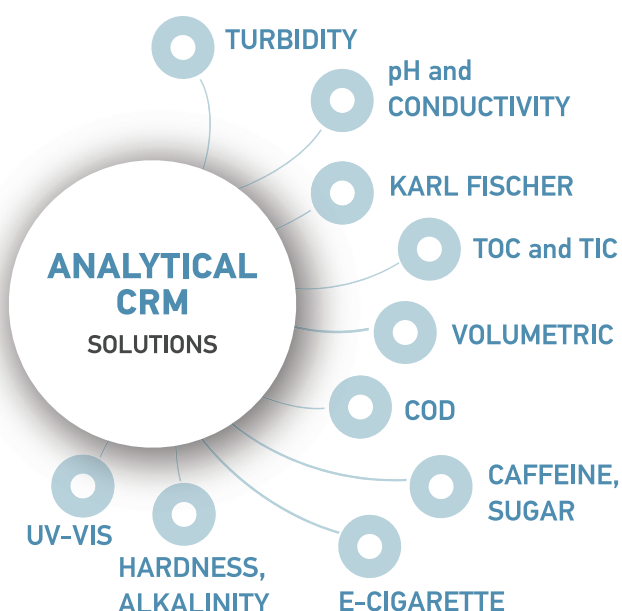 TURBIDITY
pH and
CONDUCTIVITY
KARL FISCHER
TOC and TIC
ANALYTICAL
CRM
SOLUTIONS
VOLUMETRIC
COD
CAFFEINE,
SUGAR
UV-VIS
HARDNESS,
ALKALINITY
E-CIGARETTE